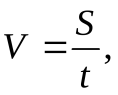 V = S/t,